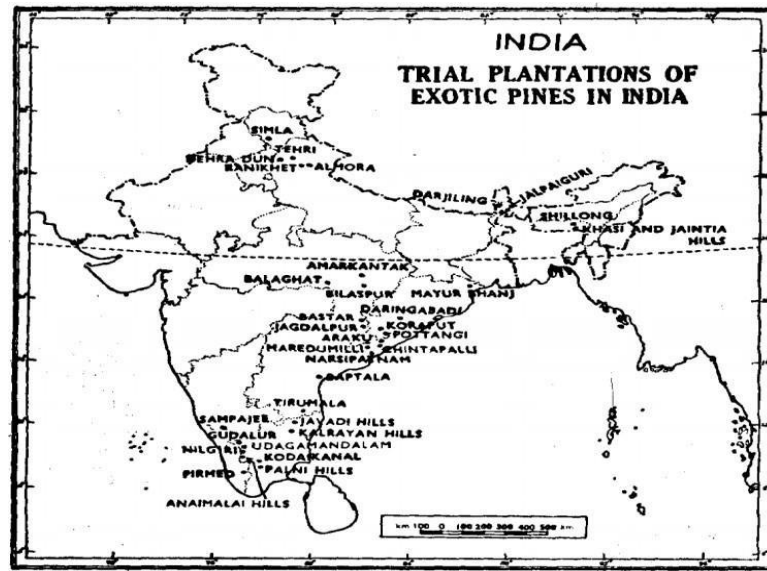 INDIA
TRIAL PLANTATIONS OF
EXOTIC PINES IN INDIA
SIMLA
TEHRI
DEHRA DUN
RANIKHET
ALMORA
DARJILING
JALPAIGURI
SHILLONG
KHASI AND JAINTIA
HILLS
AMARKANTAK
BALAGHAT
BILASPUR
MAYUR BHANJ
DARINGABADI
BASTAR
KORAPUT
JAGDALPUR
POTTANGI
ARAKU
MAREDUMILLI
CHINTAPALLI
NARSIPATNAM
BAPTALA
TIRUMALA
SAMPAJEE
JAVADI HILLS
KALRAYAN HILLS
GUDALUR
UDAGAMANDALAM
NILGIRI
KODAIKANAL
PIRMED
PALNI HILLS
ANAIMALAI HILLS
km 100 0 100 200 300 400 500 km